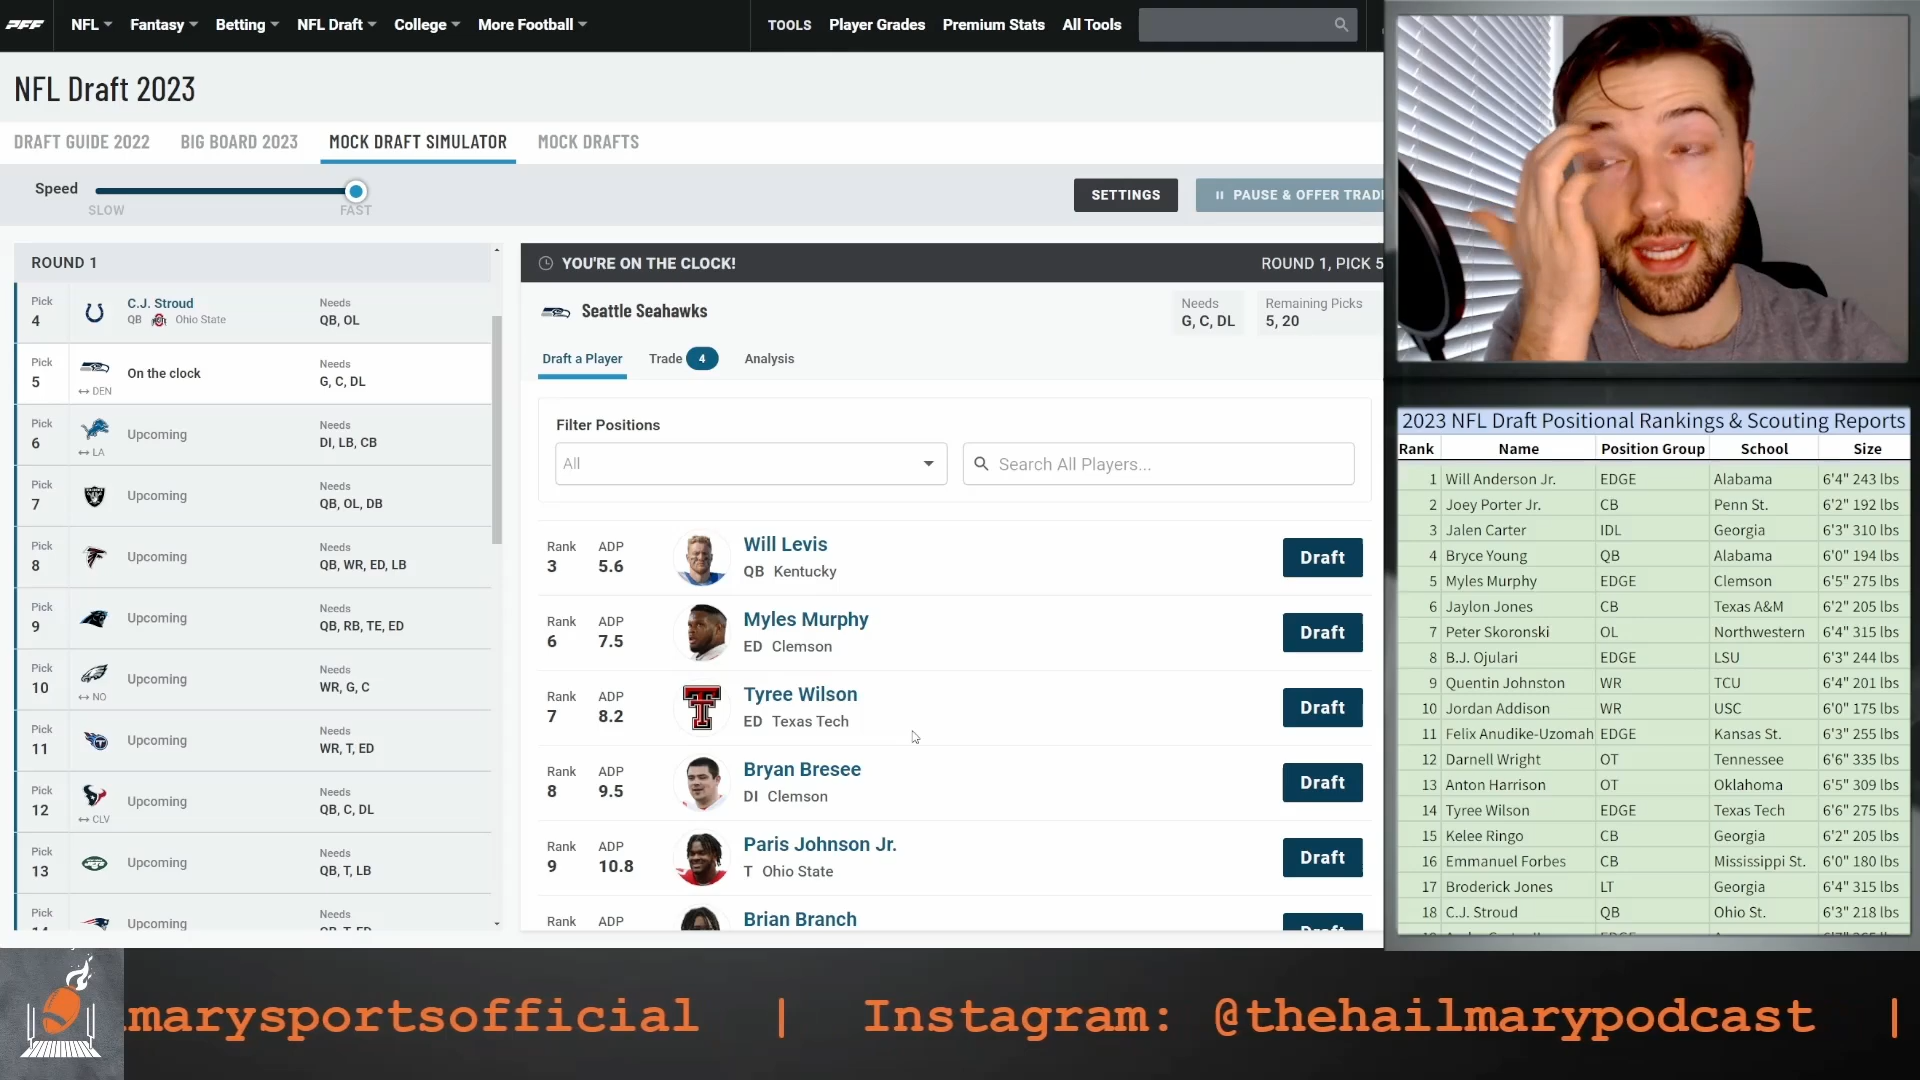 PFF NFL Fantasy Betting NFL Draft College More Football TOOLS Player Grades Premium Stats All Tools
NFL Draft 2023
DRAFT GUIDE 2022 BIG BOARD 2023 MOCK DRAFT SIMULATOR MOCK DRAFTS
Speed
SLOW FAST
SETTINGS PAUSE & OFFER TRAD
ROUND 1
Pick 4 C.J. Stroud Needs
QB Ohio State QB, OL
Pick 5 On the clock Needs
↔ DEN G, C, DL
Pick 6 Upcoming Needs
↔ LA DI, LB, CB
Pick 7 Upcoming Needs
QB, OL, DB
Pick 8 Upcoming Needs
QB, WR, ED, LB
Pick 9 Upcoming Needs
QB, RB, TE, ED
Pick 10 Upcoming Needs
↔ NO WR, G, C
Pick 11 Upcoming Needs
WR, T, ED
Pick 12 Upcoming Needs
↔ CLV QB, C, DL
Pick 13 Upcoming Needs
QB, T, LB
Pick Upcoming Needs
YOU'RE ON THE CLOCK! ROUND 1, PICK 5
Seattle Seahawks
Needs Remaining Picks
G, C, DL 5, 20
Draft a Player Trade 4 Analysis
Filter Positions
All Search All Players...
Rank ADP Will Levis
3 5.6 QB Kentucky Draft
Rank ADP Myles Murphy
6 7.5 ED Clemson Draft
Rank ADP Tyree Wilson
7 8.2 ED Texas Tech Draft
Rank ADP Bryan Bresee
8 9.5 DI Clemson Draft
Rank ADP Paris Johnson Jr.
9 10.8 T Ohio State Draft
Rank ADP Brian Branch
Draft
2023 NFL Draft Positional Rankings & Scouting Reports
Rank Name Position Group School Size
1 Will Anderson Jr. EDGE Alabama 6'4" 243 lbs
2 Joey Porter Jr. CB Penn St. 6'2" 192 lbs
3 Jalen Carter IDL Georgia 6'3" 310 lbs
4 Bryce Young QB Alabama 6'0" 194 lbs
5 Myles Murphy EDGE Clemson 6'5" 275 lbs
6 Jaylon Jones CB Texas A&M 6'2" 205 lbs
7 Peter Skoronski OL Northwestern 6'4" 315 lbs
8 B.J. Ojulari EDGE LSU 6'3" 244 lbs
9 Quentin Johnston WR TCU 6'4" 201 lbs
10 Jordan Addison WR USC 6'0" 175 lbs
11 Felix Anudike-Uzomah EDGE Kansas St. 6'3" 255 lbs
12 Darnell Wright OT Tennessee 6'6" 335 lbs
13 Anton Harrison OT Oklahoma 6'5" 309 lbs
14 Tyree Wilson EDGE Texas Tech 6'6" 275 lbs
15 Kelee Ringo CB Georgia 6'2" 205 lbs
16 Emmanuel Forbes CB Mississippi St. 6'0" 180 lbs
17 Broderick Jones LT Georgia 6'4" 315 lbs
18 C.J. Stroud QB Ohio St. 6'3" 218 lbs
marysportsofficial | Instagram: @thehailmarypodcast |